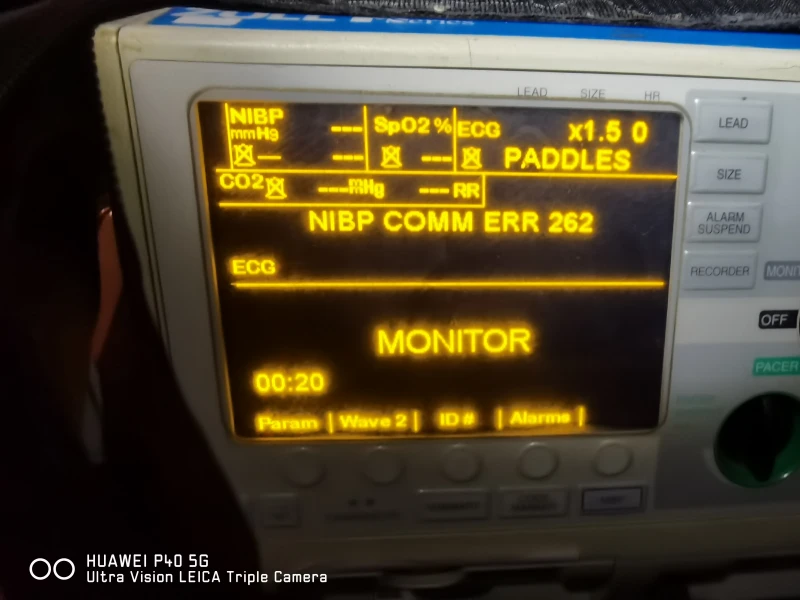 LEAD SIZE HR
NIBP
mmHg --- SpO2 % ECG x1.5 0
--- --- PADDLES
CO2 ---mmHg ---RR
NIBP COMM ERR 262
ECG
MONITOR
00:20
Param | Wave 2 | ID # | Alarms |
LEAD
SIZE
ALARM
SUSPEND
RECORDER
OFF
PACER
HUAWEI P40 5G
Ultra Vision LEICA Triple Camera